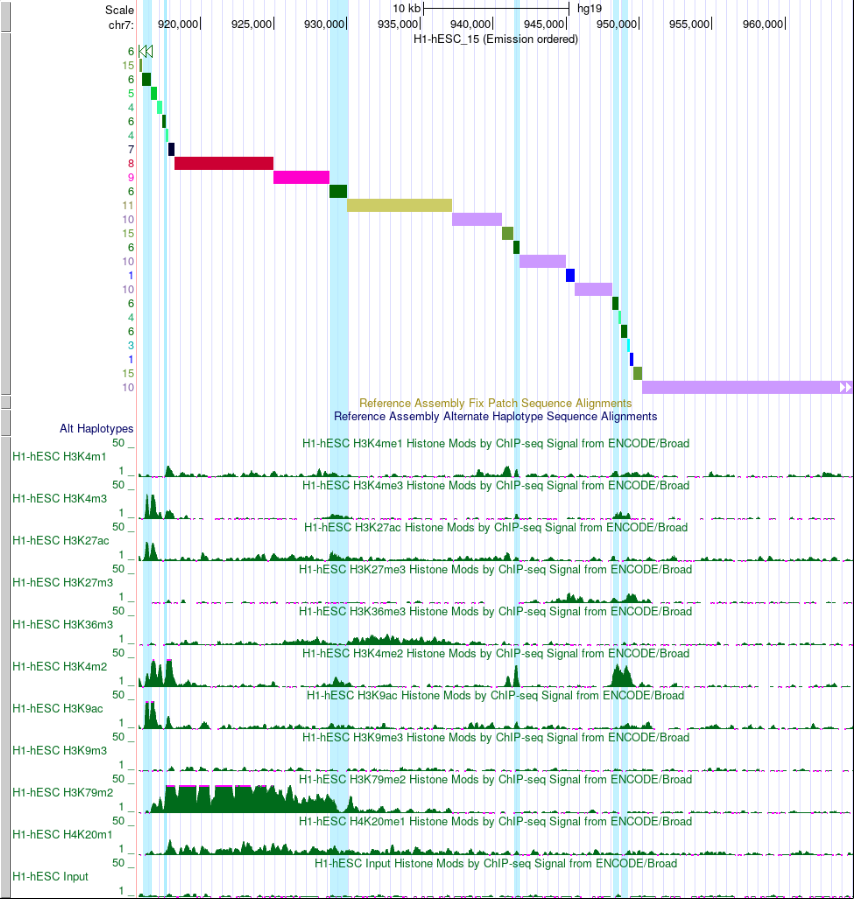 Scale 10 kb hg19
chr7: 920,000 925,000 930,000 935,000 940,000 945,000 950,000 955,000 960,000
H1-hESC_15 (Emission ordered)
6
15
6
5
4
6
4
7
8
9
6
11
10
15
6
10
1
10
6
4
6
3
1
15
10
Reference Assembly Fix Patch Sequence Alignments
Reference Assembly Alternate Haplotype Sequence Alignments
Alt Haplotypes
H1-hESC H3K4me1 Histone Mods by ChIP-seq Signal from ENCODE/Broad
50 _
H1-hESC H3K4m1
1 _
H1-hESC H3K4me3 Histone Mods by ChIP-seq Signal from ENCODE/Broad
50 _
H1-hESC H3K4m3
1 _
H1-hESC H3K27ac Histone Mods by ChIP-seq Signal from ENCODE/Broad
50 _
H1-hESC H3K27ac
1 _
H1-hESC H3K27me3 Histone Mods by ChIP-seq Signal from ENCODE/Broad
50 _
H1-hESC H3K27m3
1 _
H1-hESC H3K36me3 Histone Mods by ChIP-seq Signal from ENCODE/Broad
50 _
H1-hESC H3K36m3
1 _
H1-hESC H3K4me2 Histone Mods by ChIP-seq Signal from ENCODE/Broad
50 _
H1-hESC H3K4m2
1 _
H1-hESC H3K9ac Histone Mods by ChIP-seq Signal from ENCODE/Broad
50 _
H1-hESC H3K9ac
1 _
H1-hESC H3K9me3 Histone Mods by ChIP-seq Signal from ENCODE/Broad
50 _
H1-hESC H3K9m3
1 _
H1-hESC H3K79me2 Histone Mods by ChIP-seq Signal from ENCODE/Broad
50 _
H1-hESC H3K79m2
1 _
H1-hESC H4K20me1 Histone Mods by ChIP-seq Signal from ENCODE/Broad
50 _
H1-hESC H4K20m1
1 _
H1-hESC Input Histone Mods by ChIP-seq Signal from ENCODE/Broad
50 _
H1-hESC Input
1 _